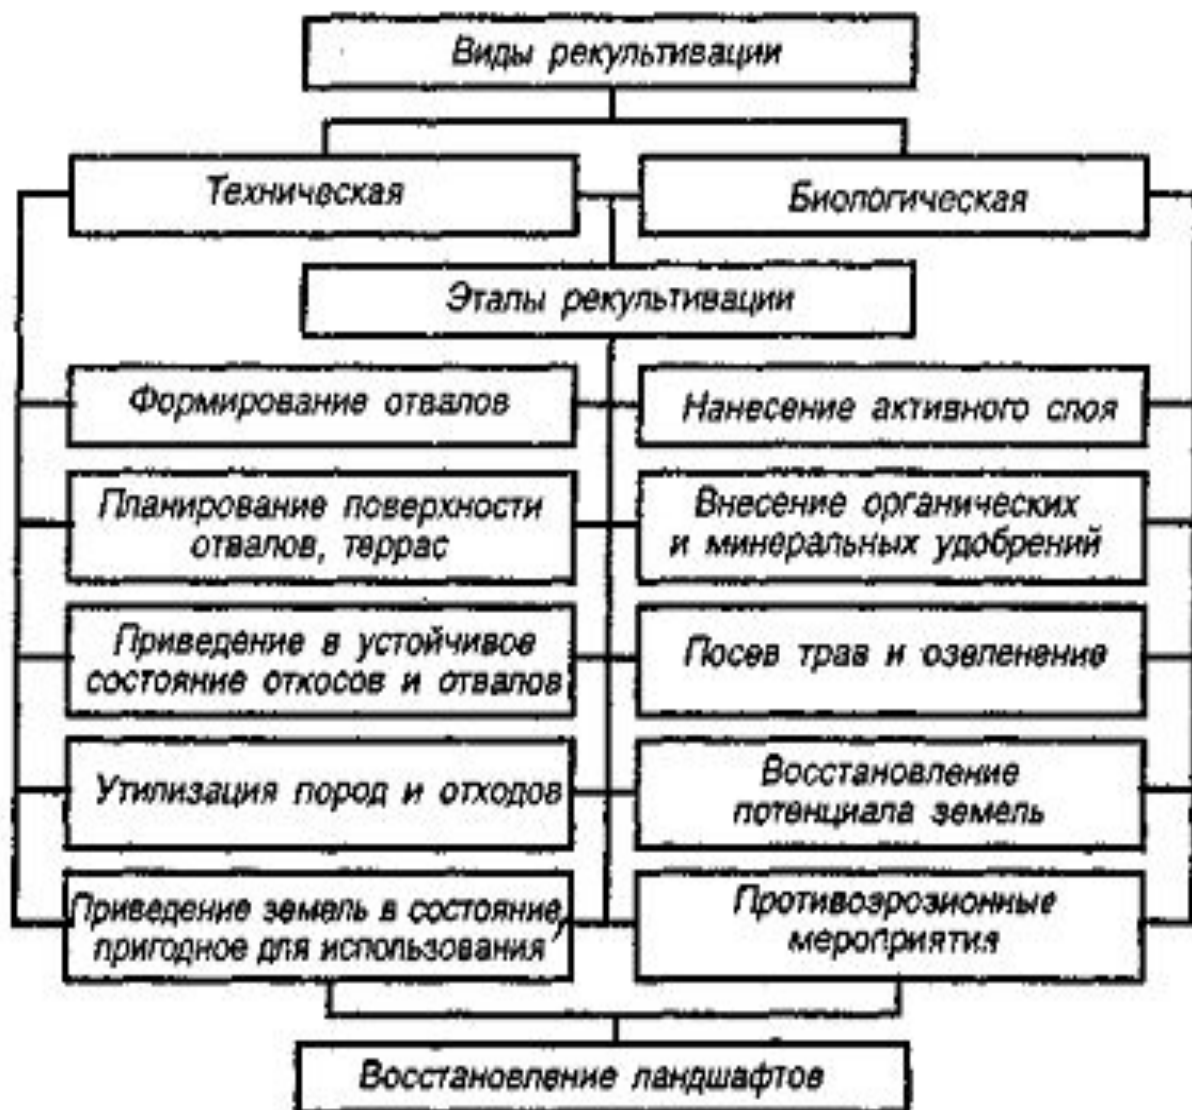 Виды рекультивации
Техническая
Биологическая
Эталы рекультивации
Формирование отвалов
Нанесение активного слоя
Планирование поверхности
отвалов, террас
Внесение органических
и минеральных удобрений
Приведение в устойчивое
состояние откосов и отвалов
Посев трав и озеленение
Утилизация пород и отходов
Восстановление
потенциала земель
Приведение земель в состояние,
пригодное для использования
Противоэрозионные
мероприятия
Восстановление ландшафтов